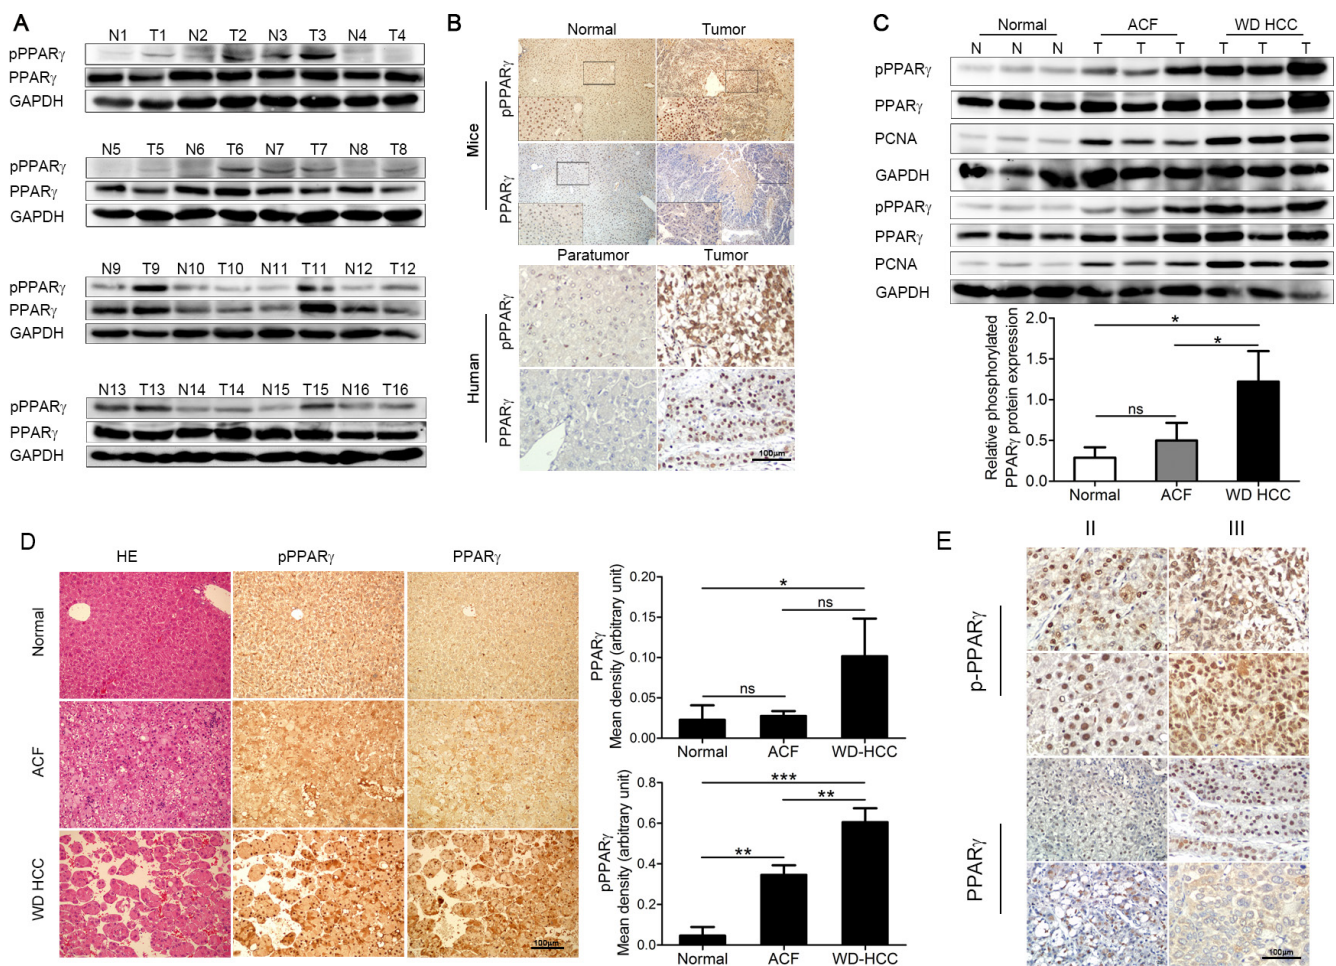 A
N1 T1 N2 T2 N3 T3 N4 T4
pPPARγ
PPARγ
GAPDH
N5 T5 N6 T6 N7 T7 N8 T8
pPPARγ
PPARγ
GAPDH
N9 T9 N10 T10 N11 T11 N12 T12
pPPARγ
PPARγ
GAPDH
N13 T13 N14 T14 N15 T15 N16 T16
pPPARγ
PPARγ
GAPDH
B
Normal Tumor
Mice
pPPARγ
PPARγ
Paratumor Tumor
Human
pPPARγ
PPARγ
100μm
C
Normal ACF WD HCC
N N N T T T T T T
pPPARγ
PPARγ
PCNA
GAPDH
pPPARγ
PPARγ
PCNA
GAPDH
Relative phosphorylated
PPARγ protein expression
2.0
1.5
1.0
0.5
0.0
*
*
ns
Normal ACF WD HCC
D
HE pPPARγ PPARγ
Normal
ACF
WD HCC
100μm
PPARγ
Mean density (arbitrary unit)
0.20
0.15
0.10
0.05
0.00
*
ns
ns
Normal ACF WD-HCC
pPPARγ
Mean density (arbitrary unit)
0.8
0.6
0.4
0.2
0.0
***
**
**
Normal ACF WD-HCC
E
II III
p-PPARγ
PPARγ
100μm